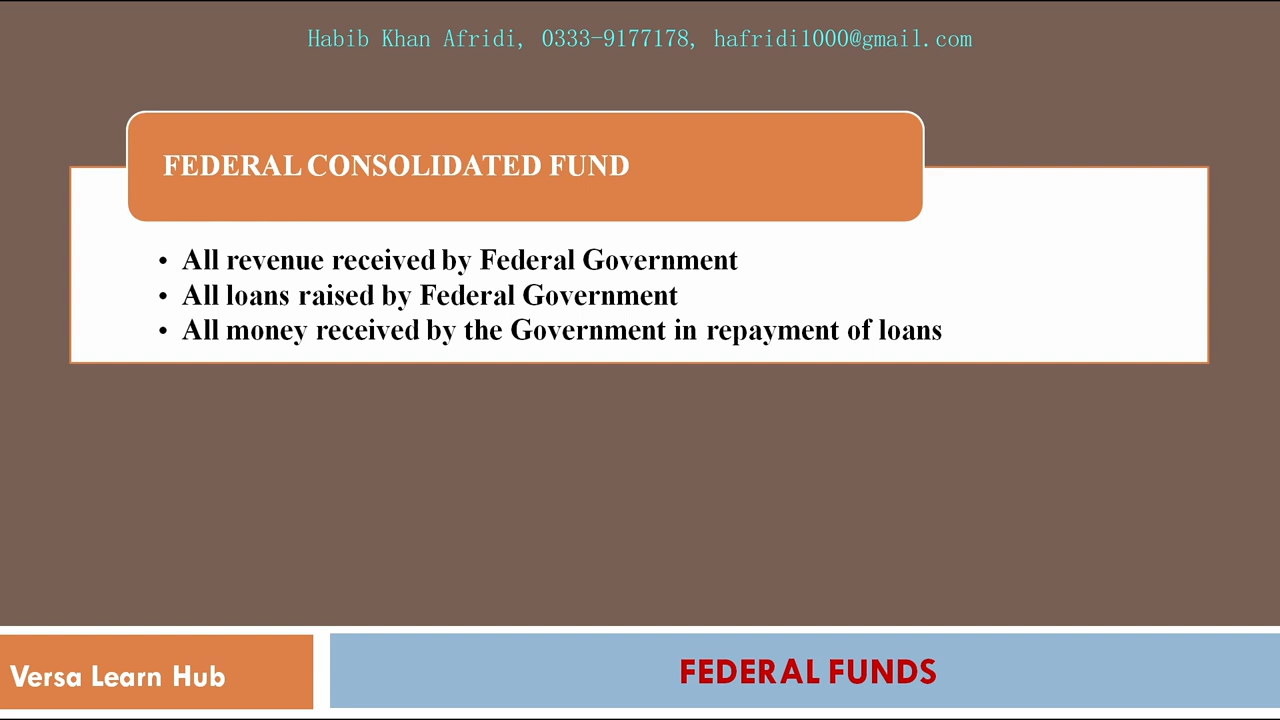 Habib Khan Afridi, 0333-9177178, hafridi1000@gmail.com
FEDERAL CONSOLIDATED FUND
• All revenue received by Federal Government
• All loans raised by Federal Government
• All money received by the Government in repayment of loans
Versa Learn Hub
FEDERAL FUNDS